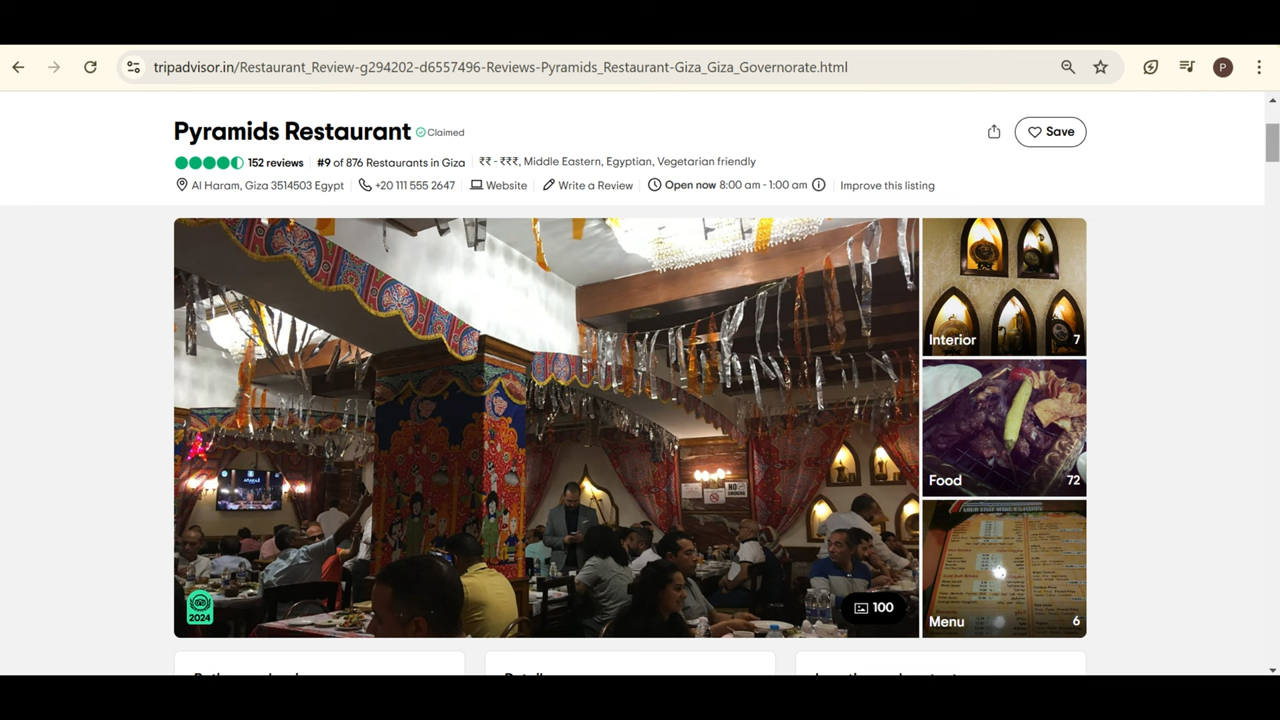 tripadvisor.in/Restaurant_Review-g294202-d6557496-Reviews-Pyramids_Restaurant-Giza_Giza_Governorate.html
P
Pyramids Restaurant Claimed
Save
152 reviews #9 of 876 Restaurants in Giza ₹₹ - ₹₹₹, Middle Eastern, Egyptian, Vegetarian friendly
Al Haram, Giza 3514503 Egypt +20 111 555 2647 Website Write a Review Open now 8:00 am - 1:00 am Improve this listing
Interior 7
Food 72
NO
SMOKING
2024
100
Menu 6